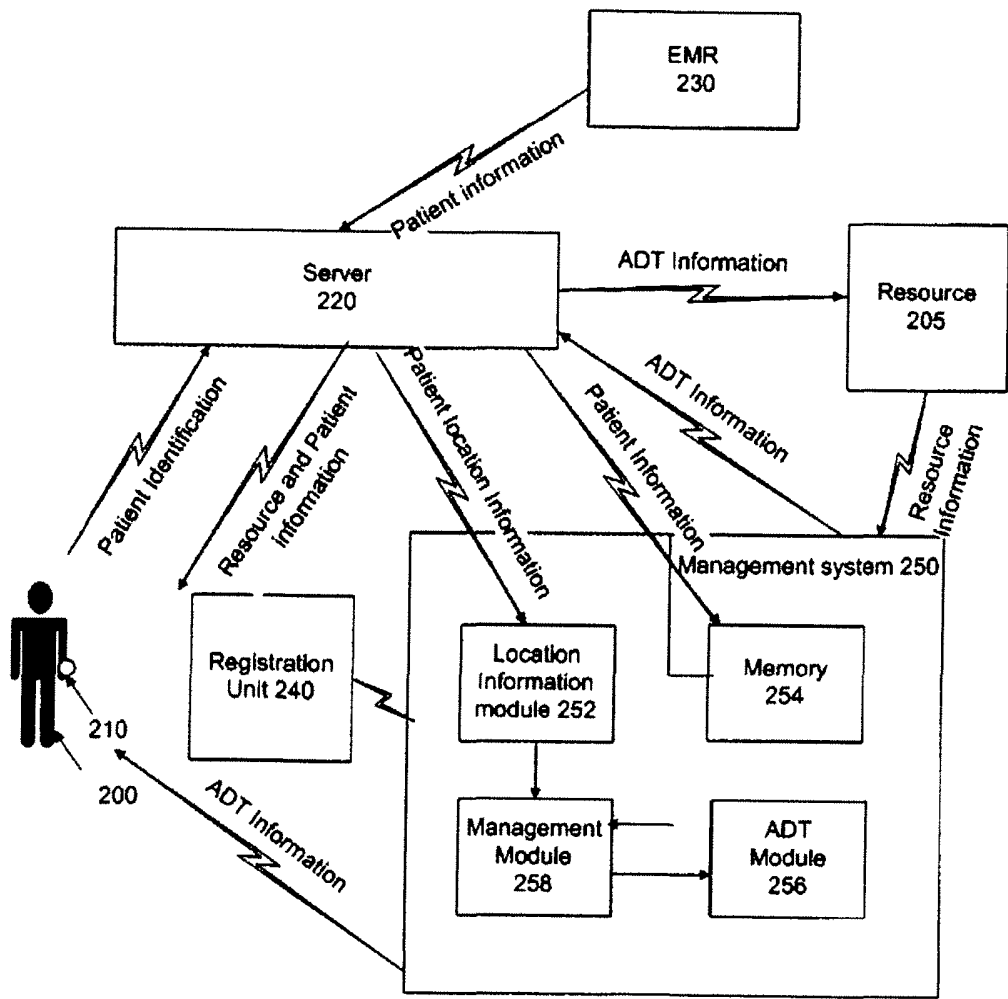 EMR
230
Patient information
Server
220
ADT Information
Resource
205
Patient Identification
Resource and Patient
information
Patient location Information
Patient Information
ADT Information
Resource
Information
Management system 250
Registration
Unit 240
Location
Information
module 252
Memory
254
210
200
ADT Information
Management
Module
258
ADT
Module
256